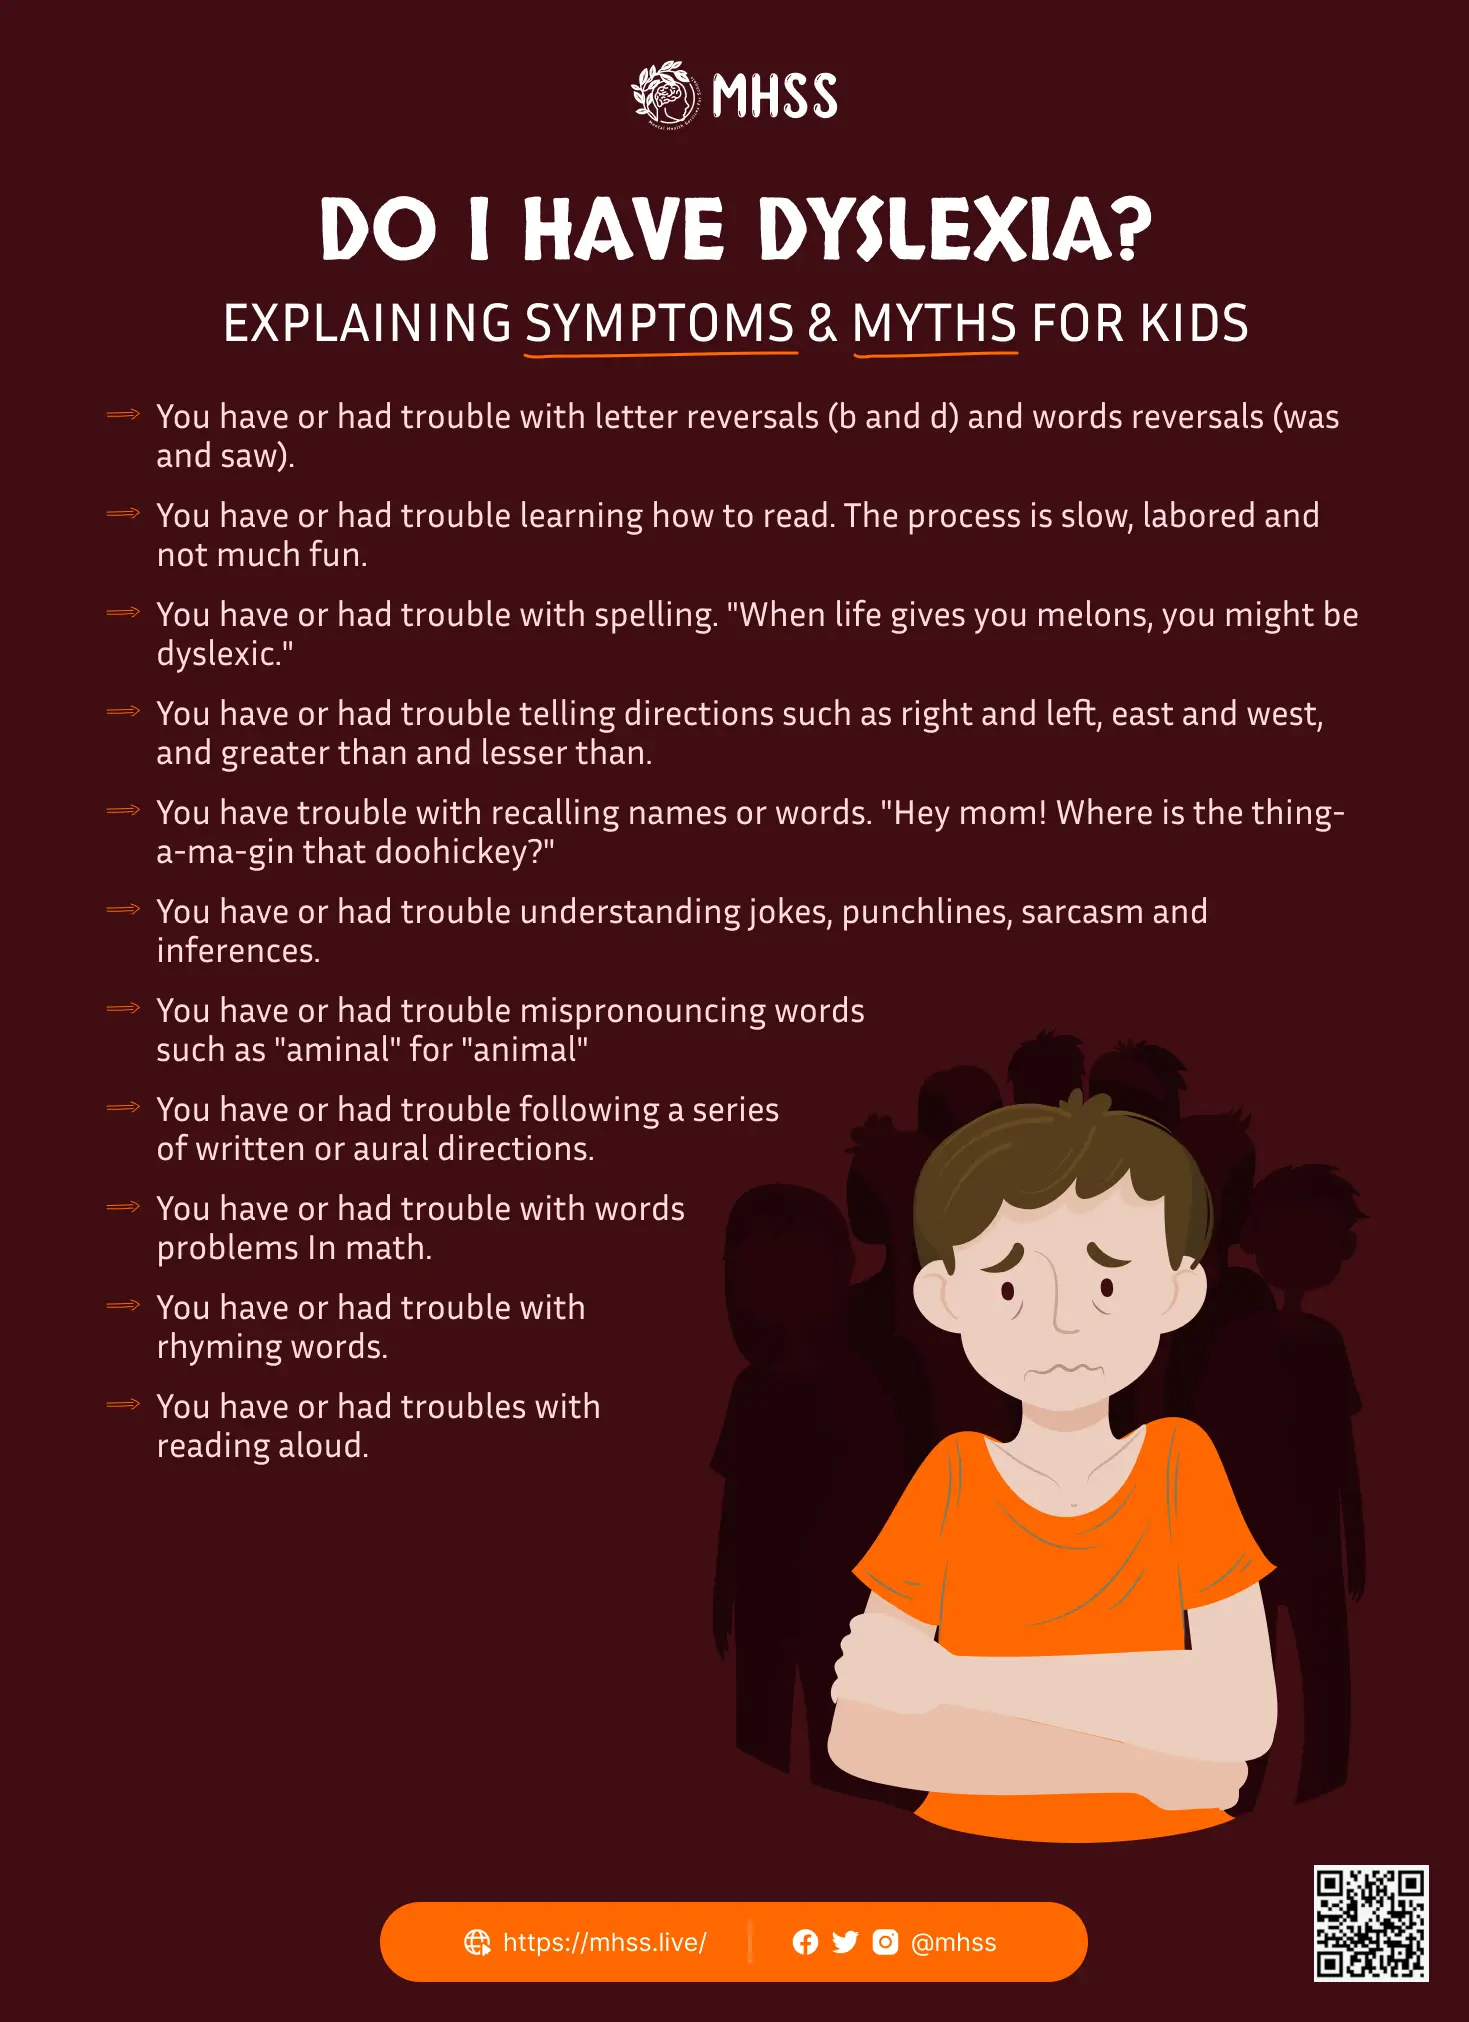 MHSS
DO I HAVE DYSLEXIA?
EXPLAINING SYMPTOMS & MYTHS FOR KIDS
You have or had trouble with letter reversals (b and d) and words reversals (was
and saw).
You have or had trouble learning how to read. The process is slow, labored and
not much fun.
You have or had trouble with spelling. "When life gives you melons, you might be
dyslexic."
You have or had trouble telling directions such as right and left, east and west,
and greater than and lesser than.
You have trouble with recalling names or words. "Hey mom! Where is the thing-
a-ma-gin that doohickey?"
You have or had trouble understanding jokes, punchlines, sarcasm and
inferences.
You have or had trouble mispronouncing words
such as "aminal" for "animal"
You have or had trouble following a series
of written or aural directions.
You have or had trouble with words
problems In math.
You have or had trouble with
rhyming words.
You have or had troubles with
reading aloud.
https://mhss.live/
@mhss